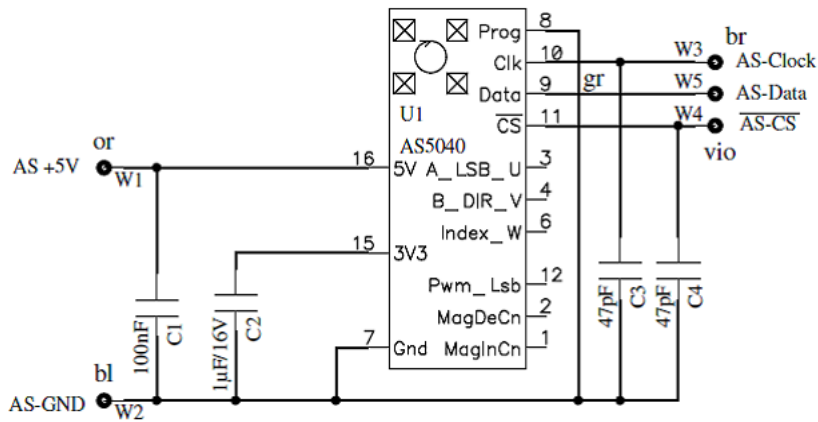 8
Prog
br
10
W3
Clk
AS-Clock
9
gr
W5
Data
AS-Data
U1
11
W4
CS
AS-CS
AS5040
vio
or
16
3
AS +5V
5V
A_LSB_U
W1
4
B_DIR_V
6
15
Index_W
3V3
12
Pwm_Lsb
100nF
C1
1µF/16V
C2
47pF
C3
47pF
C4
2
MagDeCn
7
1
Gnd
MagInCn
bl
AS-GND
W2